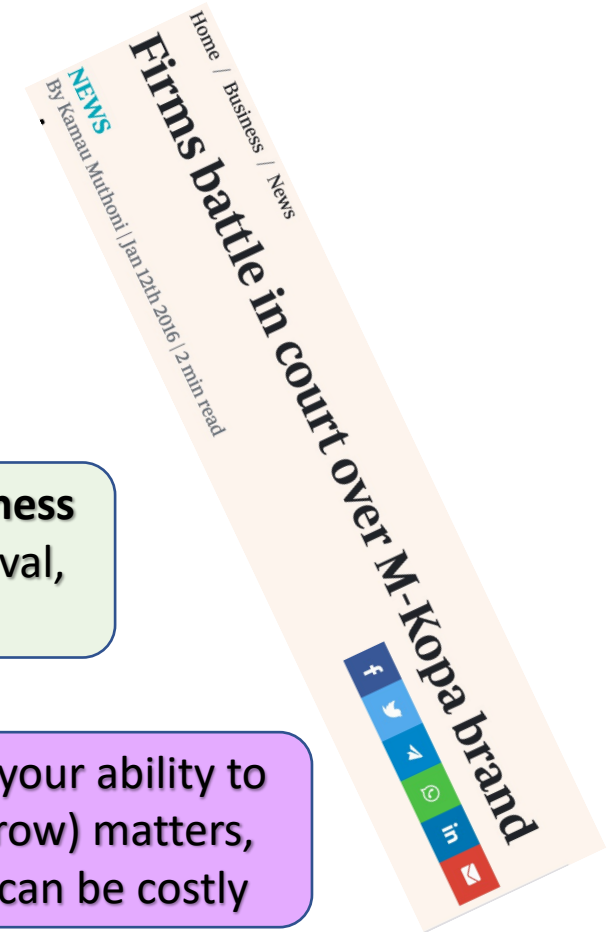 Home / Business / News
Firms battle in court over M-Kopa brand
NEWS
By Kamau Muthoni | Jan 12th 2016 | 2 min read
ness
val,
your ability to
row) matters,
can be costly